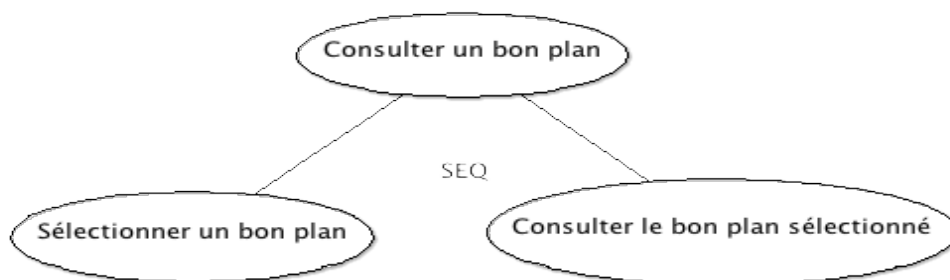 Consulter un bon plan
SEQ
Sélectionner un bon plan
Consulter le bon plan sélectionné